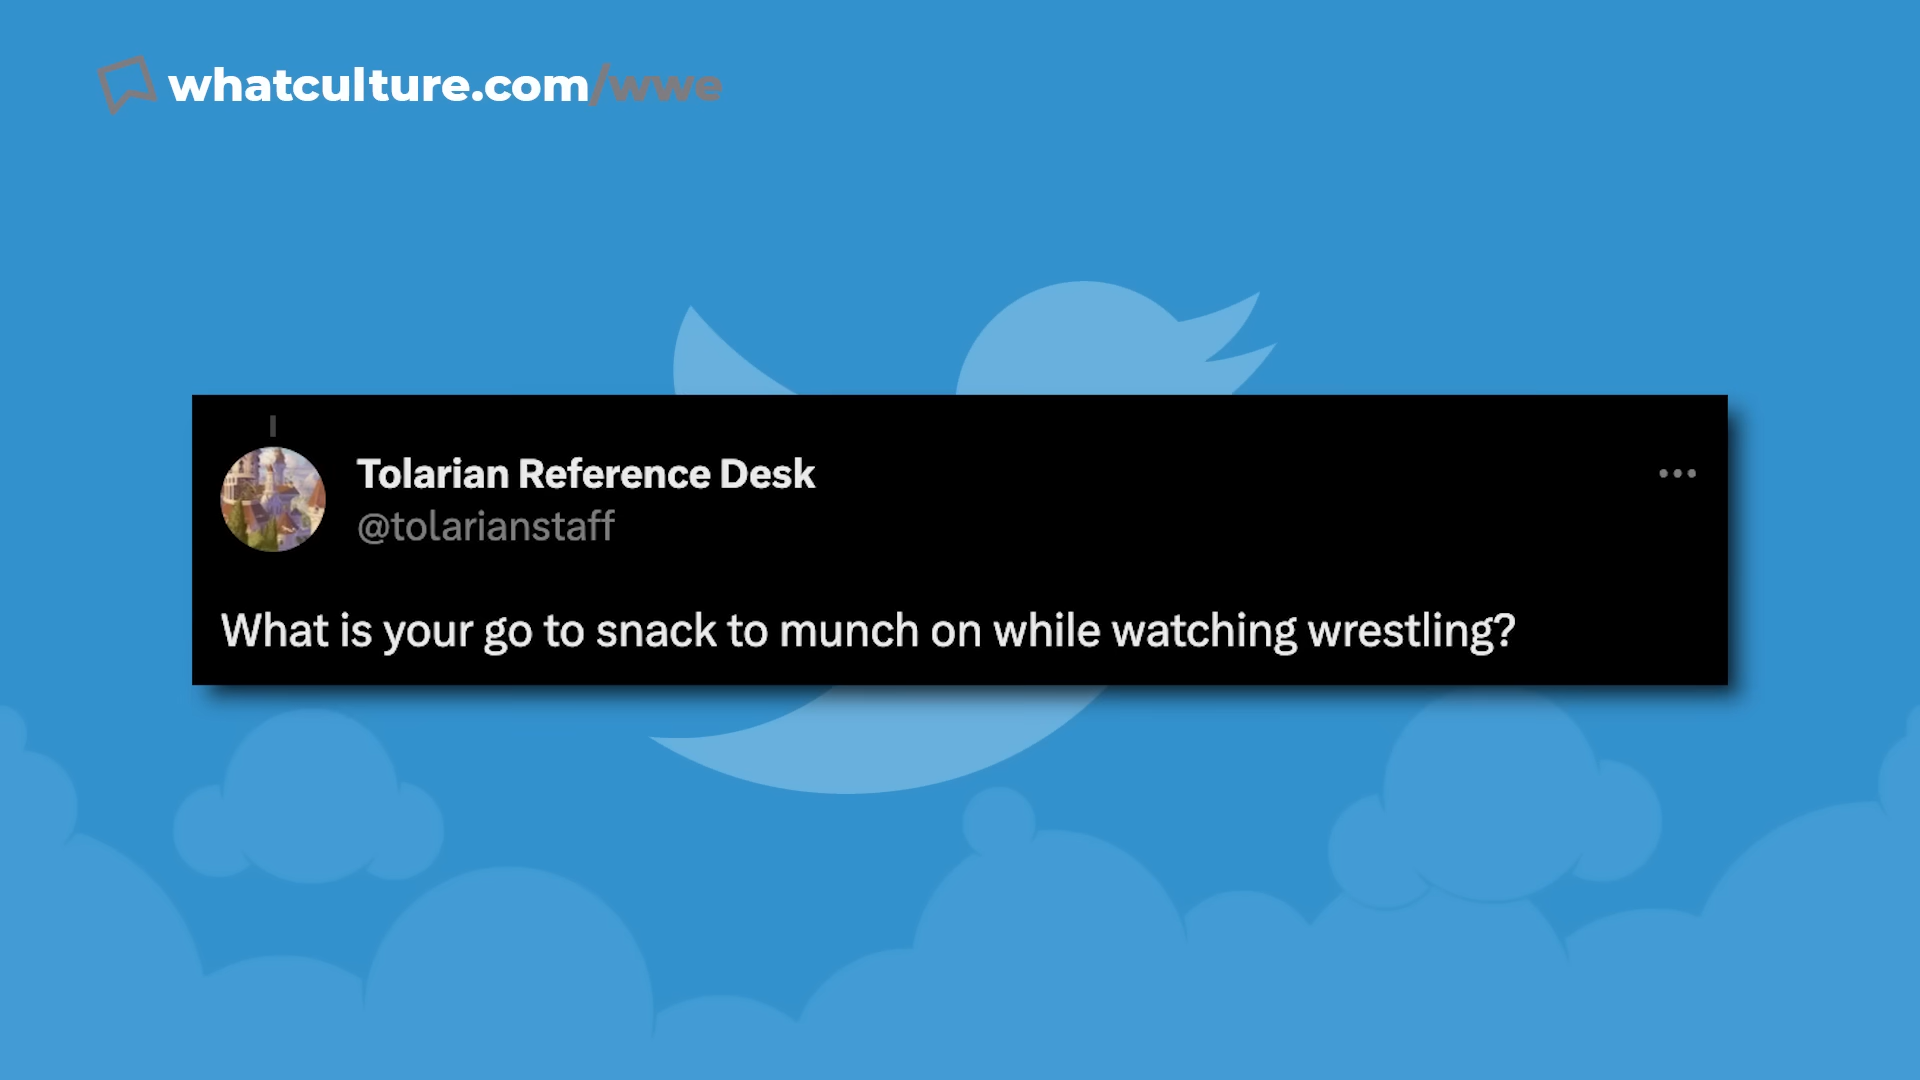 whatculture.com/wwe
Tolarian Reference Desk
@tolarianstaff
What is your go to snack to munch on while watching wrestling?